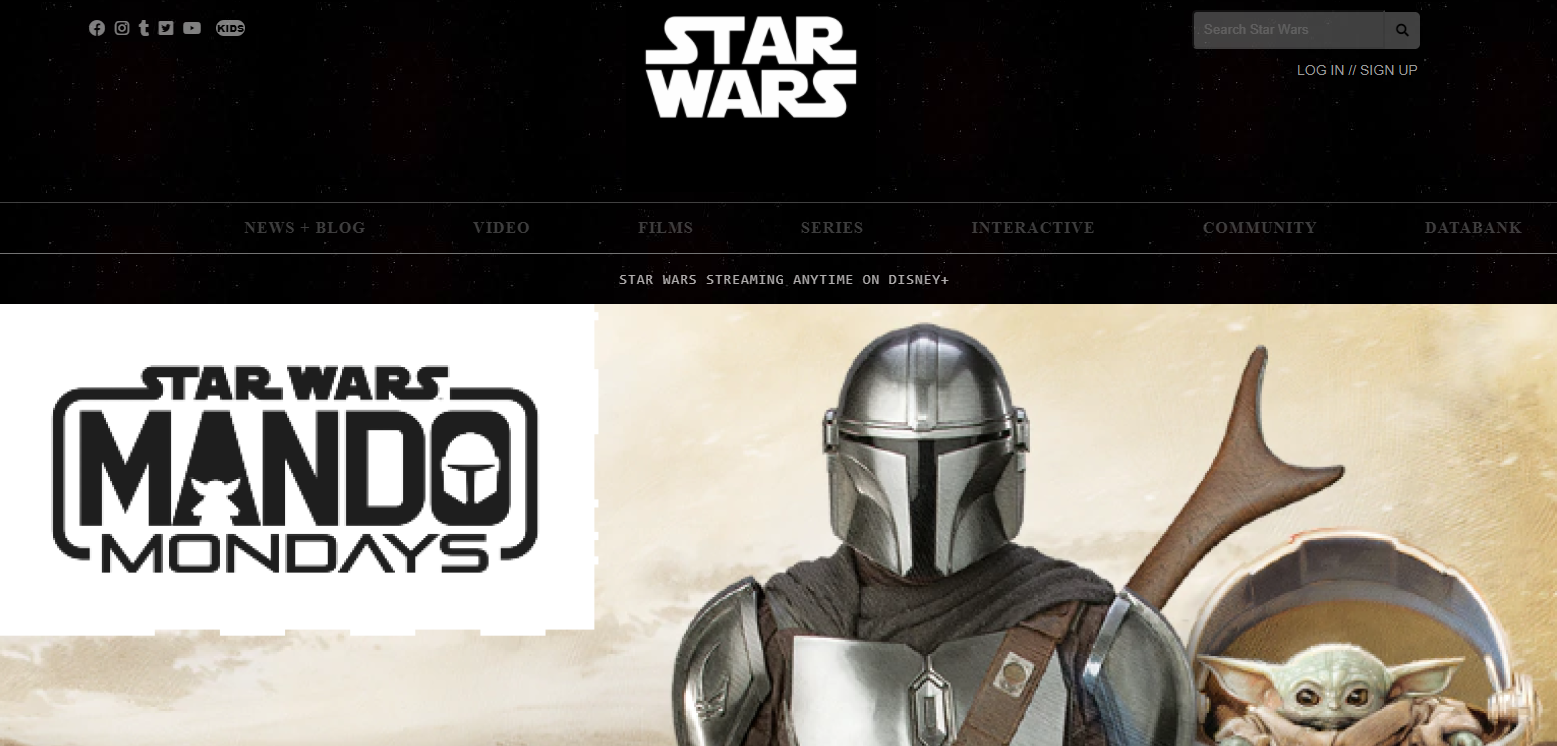 KIDS
STAR
WARS
Search Star Wars
LOG IN // SIGN UP
NEWS + BLOG VIDEO FILMS SERIES INTERACTIVE COMMUNITY DATABANK
STAR WARS STREAMING ANYTIME ON DISNEY+
STAR WARS
MANDO
MONDAYS